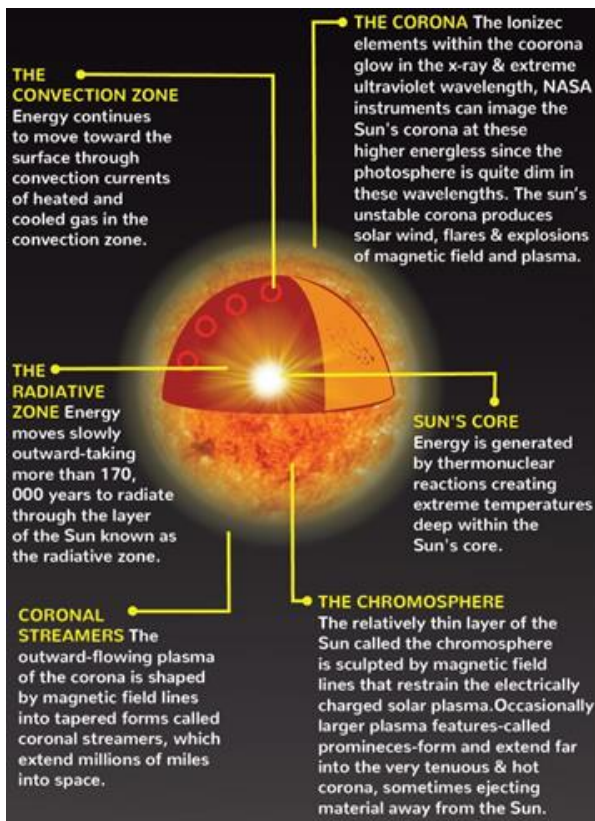 THE CORONA The Ionizec
elements within the coorona
glow in the x-ray & extreme
ultraviolet wavelength, NASA
instruments can image the
Sun's corona at these
higher energless since the
photosphere is quite dim in
these wavelengths. The sun's
unstable corona produces
solar wind, flares & explosions
of magnetic field and plasma.
THE
CONVECTION ZONE
Energy continues
to move toward the
surface through
convection currents
of heated and
cooled gas in the
convection zone.
THE
RADIATIVE
ZONE Energy
moves slowly
outward-taking
more than 170,
000 years to radiate
through the layer
of the Sun known as
the radiative zone.
SUN'S CORE
Energy is generated
by thermonuclear
reactions creating
extreme temperatures
deep within the
Sun's core.
CORONAL
STREAMERS The
outward-flowing plasma
of the corona is shaped
by magnetic field lines
into tapered forms called
coronal streamers, which
extend millions of miles
into space.
THE CHROMOSPHERE
The relatively thin layer of the
Sun called the chromosphere
is sculpted by magnetic field
lines that restrain the electrically
charged solar plasma.Occasionally
larger plasma features-called
promineces-form and extend far
into the very tenuous & hot
corona, sometimes ejecting
material away from the Sun.